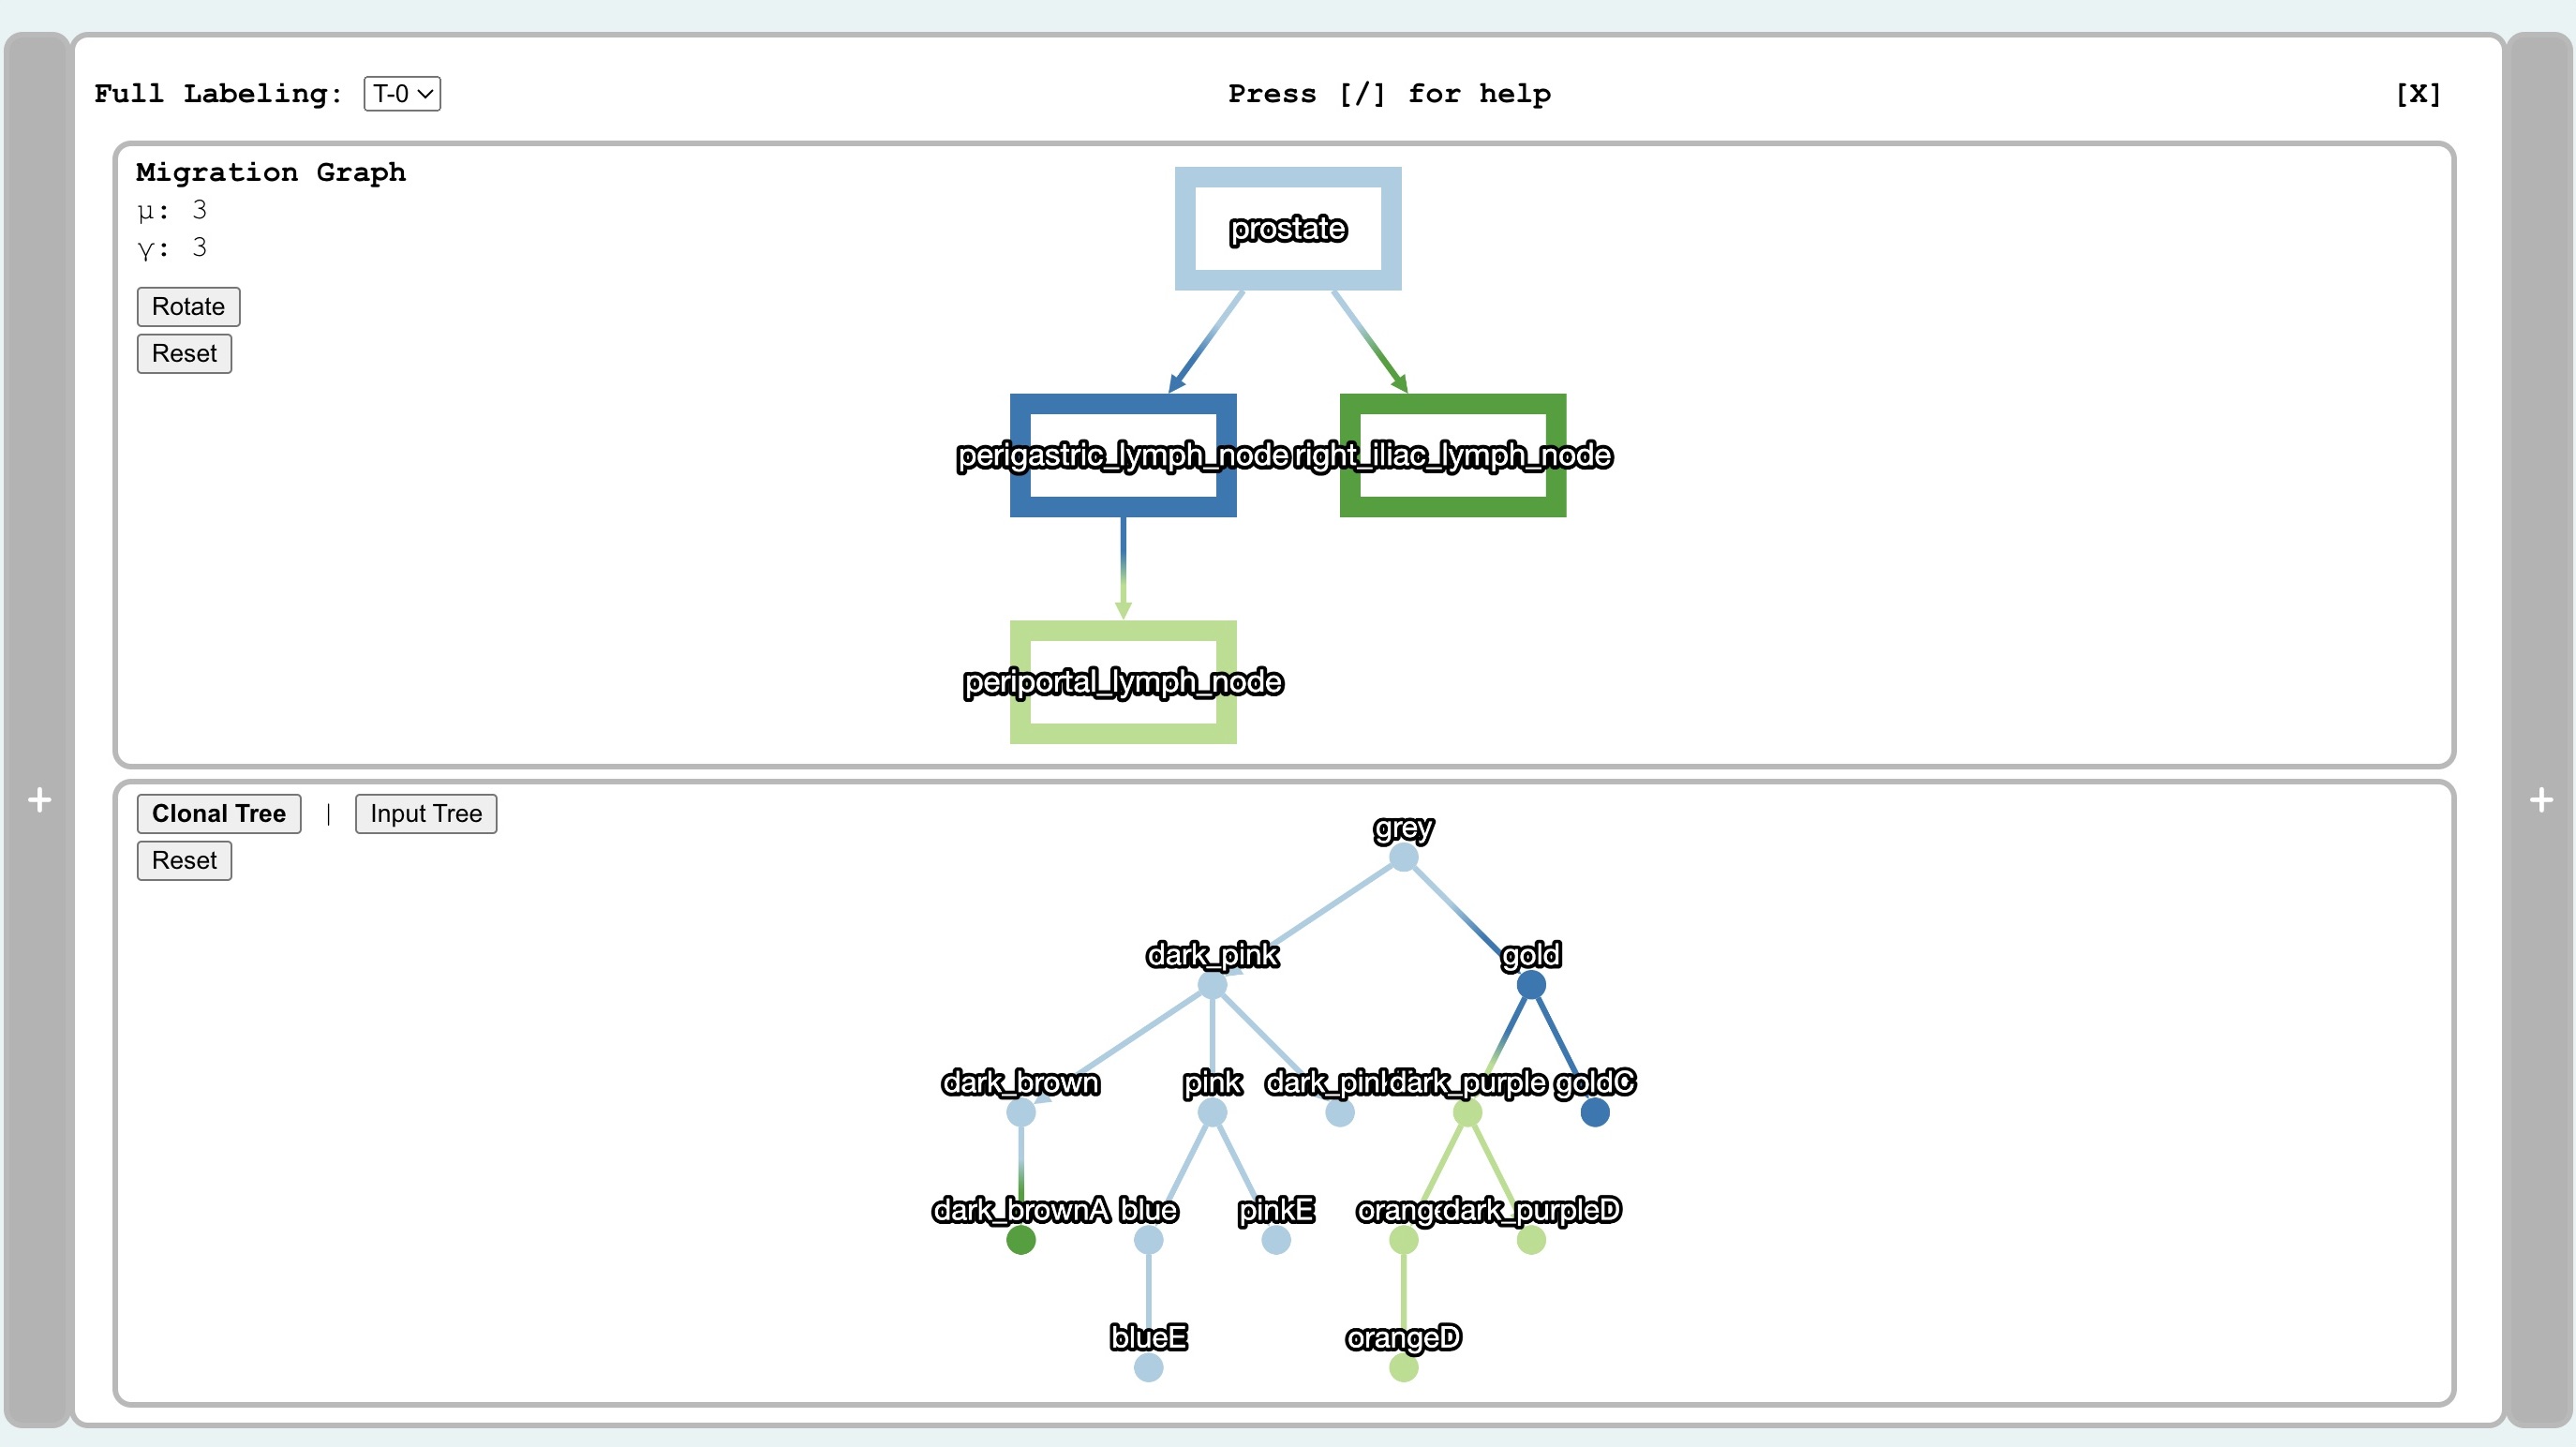 Full Labeling: T-0 Press [/] for help [X]
Migration Graph
μ: 3
γ: 3
Rotate
Reset
prostate
perigastric_lymph_node right_iliac_lymph_node
periportal_lymph_node
+ +
Clonal Tree | Input Tree
Reset
grey
dark_pink gold
dark_brown pink dark_purple goldC
dark_brownA blue pinkE orange dark_purpleD
blueE orangeD